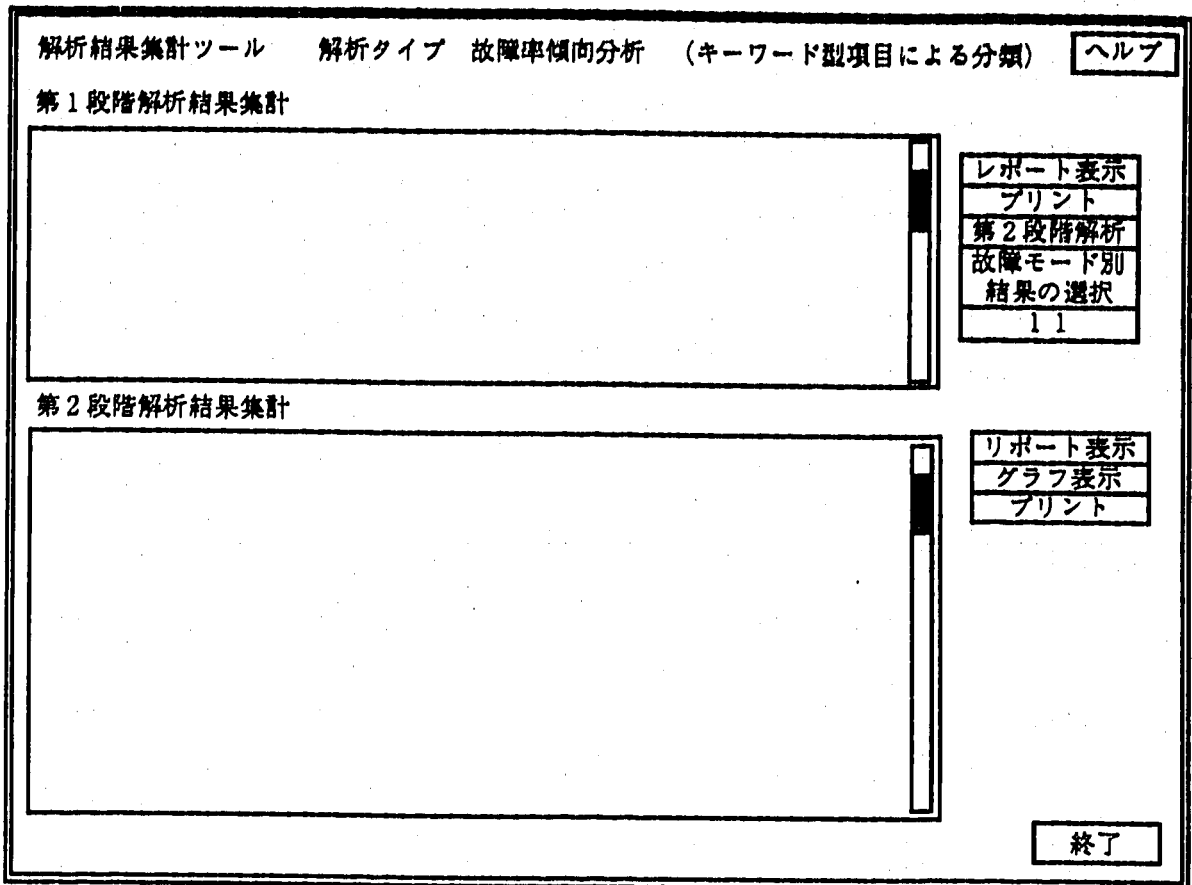 解析結果集計ツール 解析タイプ 故障率傾向分析 (キーワード型項目による分類) ヘルプ
第1段階解析結果集計
レポート表示
プリント
第2段階解析
故障モード別
結果の選択
11
第2段階解析結果集計
リポート表示
グラフ表示
プリント
終了